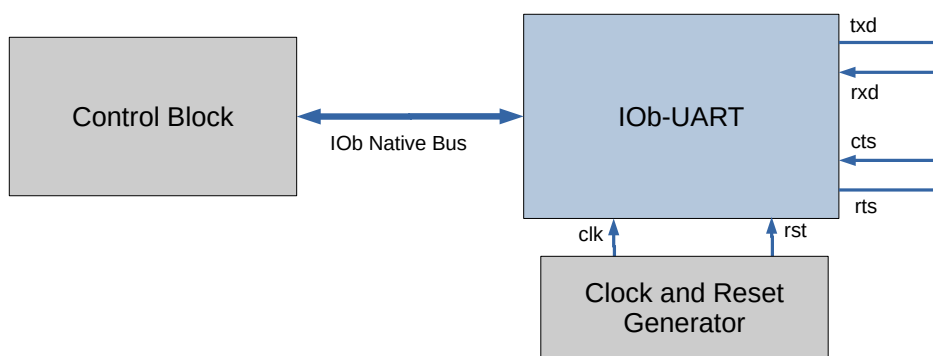 txd
Control Block
IOb-UART
rxd
IOb Native Bus
cts
rts
clk
rst
Clock and Reset
Generator